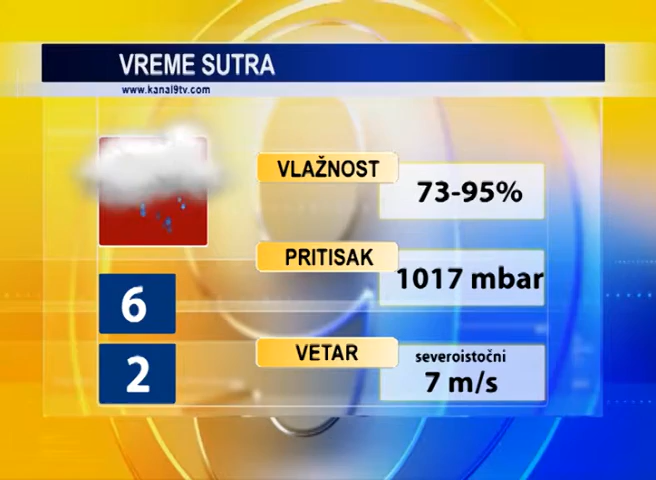 VREME SUTRA
www.kanal9tv.com
VLAŽNOST
73-95%
PRITISAK
1017 mbar
6
2
VETAR
severoistočni
7 m/s